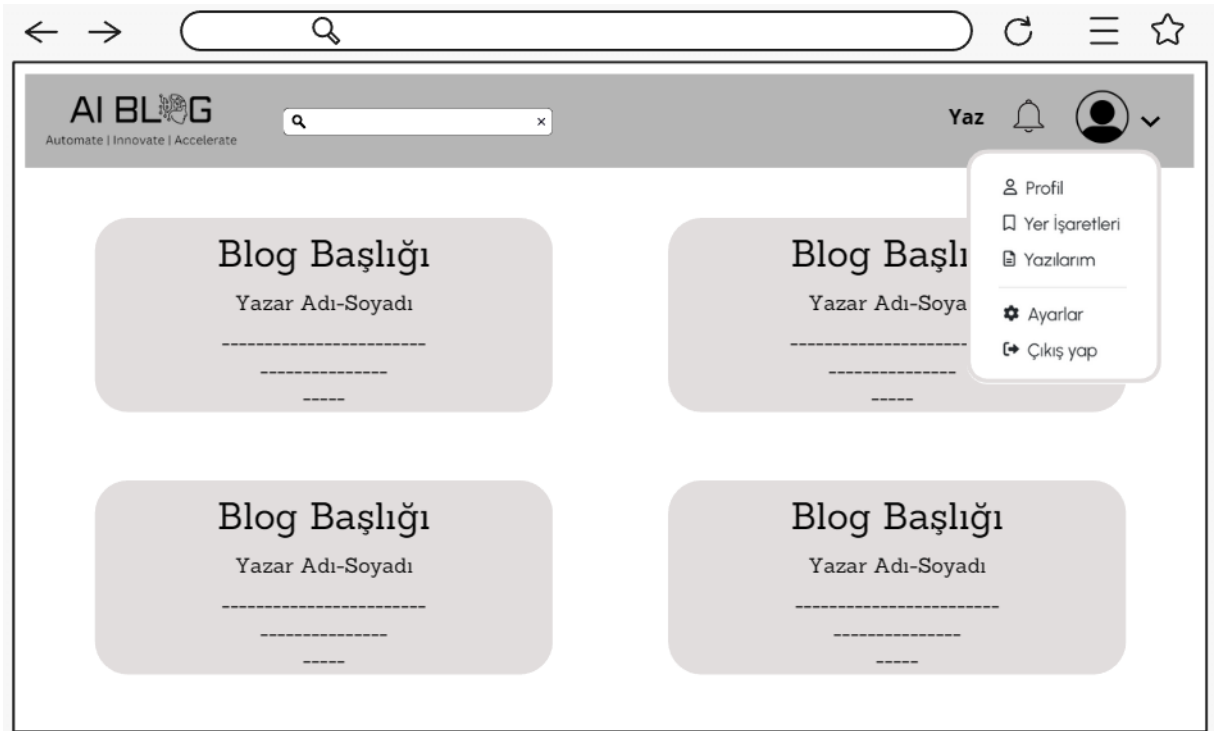 AI BLOG
Automate | Innovate | Accelerate
Yaz
Profil
Yer İşaretleri
Yazılarım
Ayarlar
Çıkış yap
Blog Başlığı
Yazar Adı-Soyadı
------------------------
---------------
-----
Blog Başlı
Yazar Adı-Soya
---------------------
---------------
-----
Blog Başlığı
Yazar Adı-Soyadı
------------------------
---------------
-----
Blog Başlığı
Yazar Adı-Soyadı
------------------------
---------------
-----